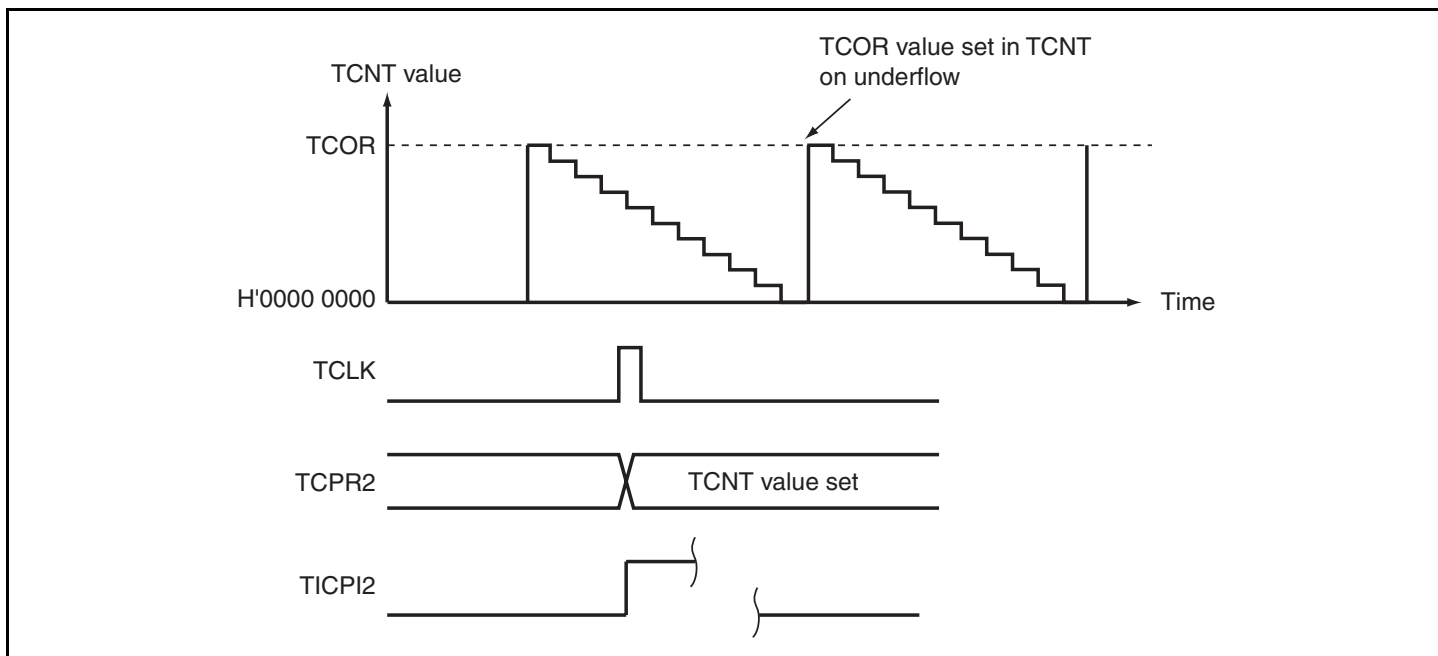 TCOR value set in TCNT
on underflow
TCNT value
TCOR
H'0000 0000
Time
TCLK
TCPR2
TCNT value set
TICPI2